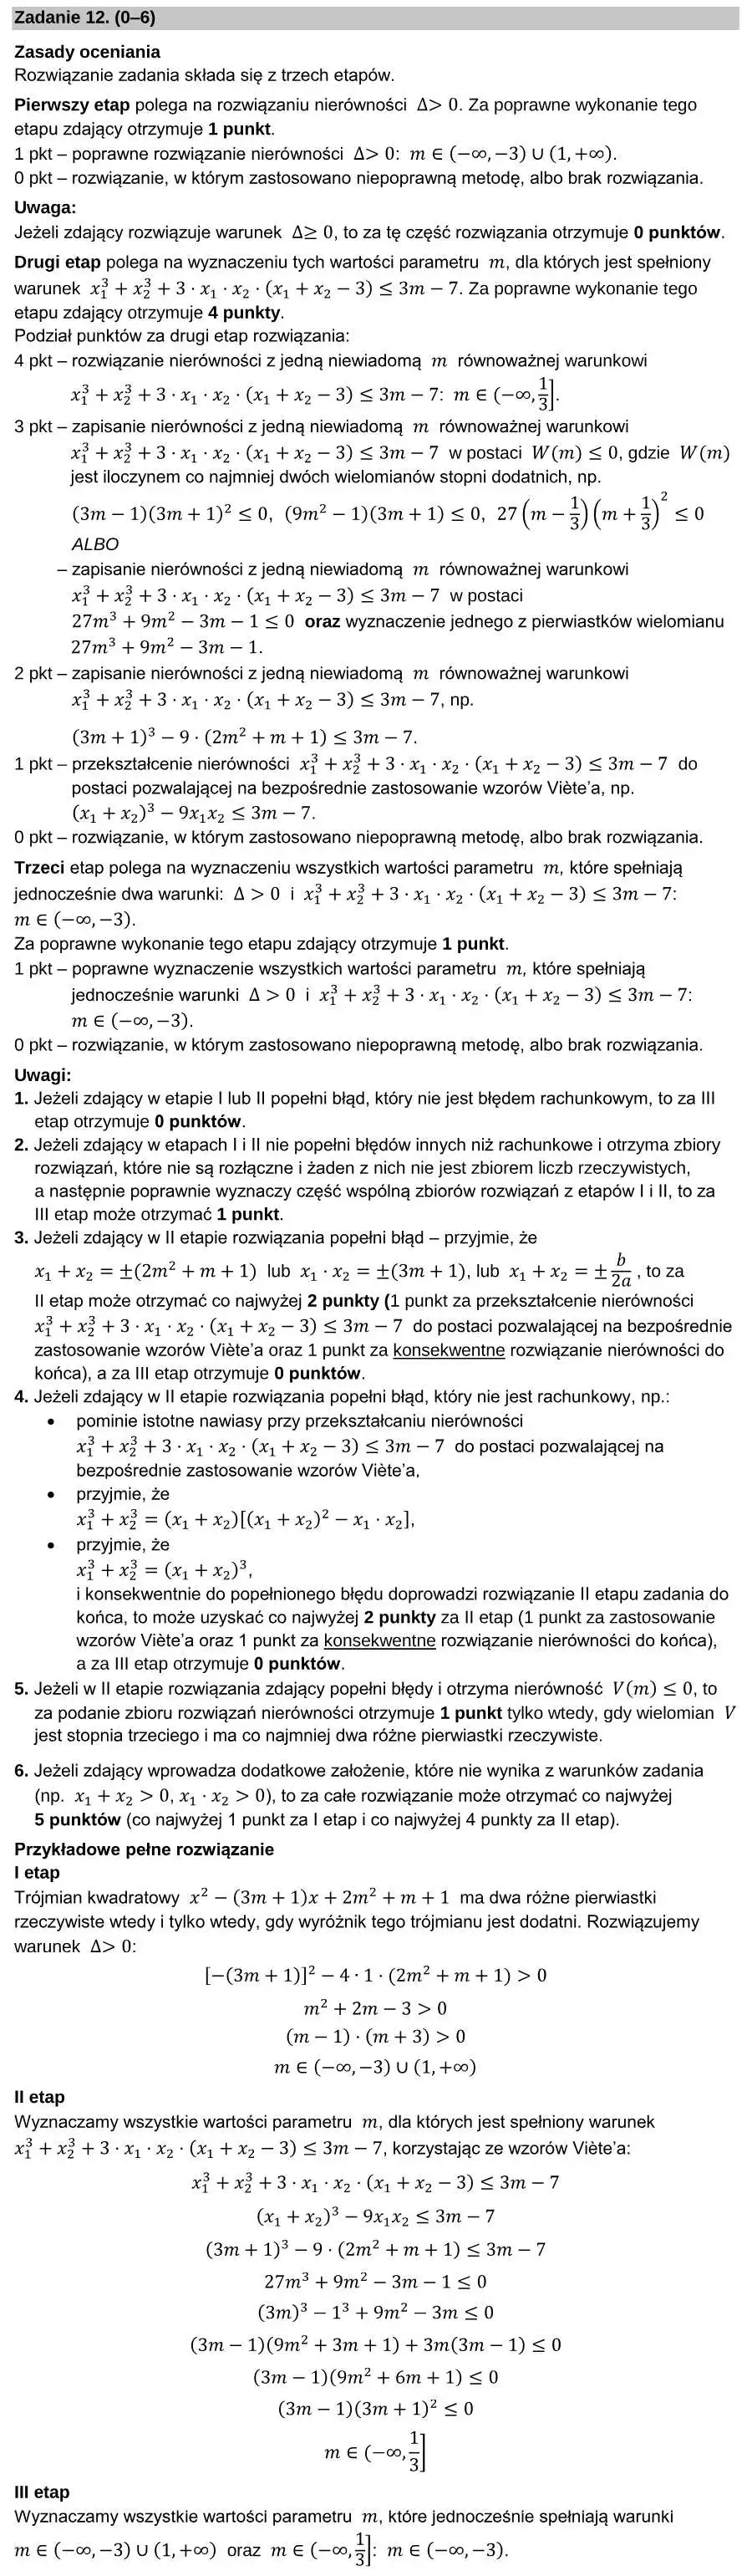 Zadanie 12. (0–6)
Zasady oceniania
Rozwiązanie zadania składa się z trzech etapów.
Pierwszy etap polega na rozwiązaniu nierówności Δ> 0. Za poprawne wykonanie tego
etapu zdający otrzymuje 1 punkt.
1 pkt – poprawne rozwiązanie nierówności Δ> 0: m ∈ (−∞, −3) ∪ (1, +∞).
0 pkt – rozwiązanie, w którym zastosowano niepoprawną metodę, albo brak rozwiązania.
Uwaga:
Jeżeli zdający rozwiązuje warunek Δ≥ 0, to za tę część rozwiązania otrzymuje 0 punktów.
Drugi etap polega na wyznaczeniu tych wartości parametru m, dla których jest spełniony
warunek x₁³ + x₂³ + 3 · x₁ · x₂ · (x₁ + x₂ − 3) ≤ 3m − 7. Za poprawne wykonanie tego
etapu zdający otrzymuje 4 punkty.
Podział punktów za drugi etap rozwiązania:
4 pkt – rozwiązanie nierówności z jedną niewiadomą m równoważnej warunkowi
x₁³ + x₂³ + 3 · x₁ · x₂ · (x₁ + x₂ − 3) ≤ 3m − 7: m ∈ (−∞, 1/3].
3 pkt – zapisanie nierówności z jedną niewiadomą m równoważnej warunkowi
x₁³ + x₂³ + 3 · x₁ · x₂ · (x₁ + x₂ − 3) ≤ 3m − 7 w postaci W(m) ≤ 0, gdzie W(m)
jest iloczynem co najmniej dwóch wielomianów stopni dodatnich, np.
(3m − 1)(3m + 1)² ≤ 0, (9m² − 1)(3m + 1) ≤ 0, 27(m − 1/3)(m + 1/3)² ≤ 0
ALBO
– zapisanie nierówności z jedną niewiadomą m równoważnej warunkowi
x₁³ + x₂³ + 3 · x₁ · x₂ · (x₁ + x₂ − 3) ≤ 3m − 7 w postaci
27m³ + 9m² − 3m − 1 ≤ 0 oraz wyznaczenie jednego z pierwiastków wielomianu
27m³ + 9m² − 3m − 1.
2 pkt – zapisanie nierówności z jedną niewiadomą m równoważnej warunkowi
x₁³ + x₂³ + 3 · x₁ · x₂ · (x₁ + x₂ − 3) ≤ 3m − 7, np.
(3m + 1)³ − 9 · (2m² + m + 1) ≤ 3m − 7.
1 pkt – przekształcenie nierówności x₁³ + x₂³ + 3 · x₁ · x₂ · (x₁ + x₂ − 3) ≤ 3m − 7 do
postaci pozwalającej na bezpośrednie zastosowanie wzorów Viète’a, np.
(x₁ + x₂)³ − 9x₁x₂ ≤ 3m − 7.
0 pkt – rozwiązanie, w którym zastosowano niepoprawną metodę, albo brak rozwiązania.
Trzeci etap polega na wyznaczeniu wszystkich wartości parametru m, które spełniają
jednocześnie dwa warunki: Δ > 0 i x₁³ + x₂³ + 3 · x₁ · x₂ · (x₁ + x₂ − 3) ≤ 3m − 7:
m ∈ (−∞, −3).
Za poprawne wykonanie tego etapu zdający otrzymuje 1 punkt.
1 pkt – poprawne wyznaczenie wszystkich wartości parametru m, które spełniają
jednocześnie warunki Δ > 0 i x₁³ + x₂³ + 3 · x₁ · x₂ · (x₁ + x₂ − 3) ≤ 3m − 7:
m ∈ (−∞, −3).
0 pkt – rozwiązanie, w którym zastosowano niepoprawną metodę, albo brak rozwiązania.
Uwagi:
1. Jeżeli zdający w etapie I lub II popełni błąd, który nie jest błędem rachunkowym, to za III
etap otrzymuje 0 punktów.
2. Jeżeli zdający w etapach I i II nie popełni błędów innych niż rachunkowe i otrzyma zbiory
rozwiązań, które nie są rozłączne i żaden z nich nie jest zbiorem liczb rzeczywistych,
a następnie poprawnie wyznaczy część wspólną zbiorów rozwiązań z etapów I i II, to za
III etap może otrzymać 1 punkt.
3. Jeżeli zdający w II etapie rozwiązania popełni błąd – przyjmie, że
x₁ + x₂ = ±(2m² + m + 1) lub x₁ · x₂ = ±(3m + 1), lub x₁ + x₂ = ± b/2a , to za
II etap może otrzymać co najwyżej 2 punkty (1 punkt za przekształcenie nierówności
x₁³ + x₂³ + 3 · x₁ · x₂ · (x₁ + x₂ − 3) ≤ 3m − 7 do postaci pozwalającej na bezpośrednie
zastosowanie wzorów Viète’a oraz 1 punkt za konsekwentne rozwiązanie nierówności do
końca), a za III etap otrzymuje 0 punktów.
4. Jeżeli zdający w II etapie rozwiązania popełni błąd, który nie jest rachunkowy, np.:
• pominie istotne nawiasy przy przekształcaniu nierówności
x₁³ + x₂³ + 3 · x₁ · x₂ · (x₁ + x₂ − 3) ≤ 3m − 7 do postaci pozwalającej na
bezpośrednie zastosowanie wzorów Viète’a,
• przyjmie, że
x₁³ + x₂³ = (x₁ + x₂)[(x₁ + x₂)² − x₁ · x₂],
• przyjmie, że
x₁³ + x₂³ = (x₁ + x₂)³,
i konsekwentnie do popełnionego błędu doprowadzi rozwiązanie II etapu zadania do
końca, to może uzyskać co najwyżej 2 punkty za II etap (1 punkt za zastosowanie
wzorów Viète’a oraz 1 punkt za konsekwentne rozwiązanie nierówności do końca),
a za III etap otrzymuje 0 punktów.
5. Jeżeli w II etapie rozwiązania zdający popełni błędy i otrzyma nierówność V(m) ≤ 0, to
za podanie zbioru rozwiązań nierówności otrzymuje 1 punkt tylko wtedy, gdy wielomian V
jest stopnia trzeciego i ma co najmniej dwa różne pierwiastki rzeczywiste.
6. Jeżeli zdający wprowadza dodatkowe założenie, które nie wynika z warunków zadania
(np. x₁ + x₂ > 0, x₁ · x₂ > 0), to za całe rozwiązanie może otrzymać co najwyżej
5 punktów (co najwyżej 1 punkt za I etap i co najwyżej 4 punkty za II etap).
Przykładowe pełne rozwiązanie
I etap
Trójmian kwadratowy x² − (3m + 1)x + 2m² + m + 1 ma dwa różne pierwiastki
rzeczywiste wtedy i tylko wtedy, gdy wyróżnik tego trójmianu jest dodatni. Rozwiązujemy
warunek Δ> 0:
[−(3m + 1)]² − 4 · 1 · (2m² + m + 1) > 0
m² + 2m − 3 > 0
(m − 1) · (m + 3) > 0
m ∈ (−∞, −3) ∪ (1, +∞)
II etap
Wyznaczamy wszystkie wartości parametru m, dla których jest spełniony warunek
x₁³ + x₂³ + 3 · x₁ · x₂ · (x₁ + x₂ − 3) ≤ 3m − 7, korzystając ze wzorów Viète’a:
x₁³ + x₂³ + 3 · x₁ · x₂ · (x₁ + x₂ − 3) ≤ 3m − 7
(x₁ + x₂)³ − 9x₁x₂ ≤ 3m − 7
(3m + 1)³ − 9 · (2m² + m + 1) ≤ 3m − 7
27m³ + 9m² − 3m − 1 ≤ 0
(3m)³ − 1³ + 9m² − 3m ≤ 0
(3m − 1)(9m² + 3m + 1) + 3m(3m − 1) ≤ 0
(3m − 1)(9m² + 6m + 1) ≤ 0
(3m − 1)(3m + 1)² ≤ 0
m ∈ (−∞, 1/3]
III etap
Wyznaczamy wszystkie wartości parametru m, które jednocześnie spełniają warunki
m ∈ (−∞, −3) ∪ (1, +∞) oraz m ∈ (−∞, 1/3]: m ∈ (−∞, −3).